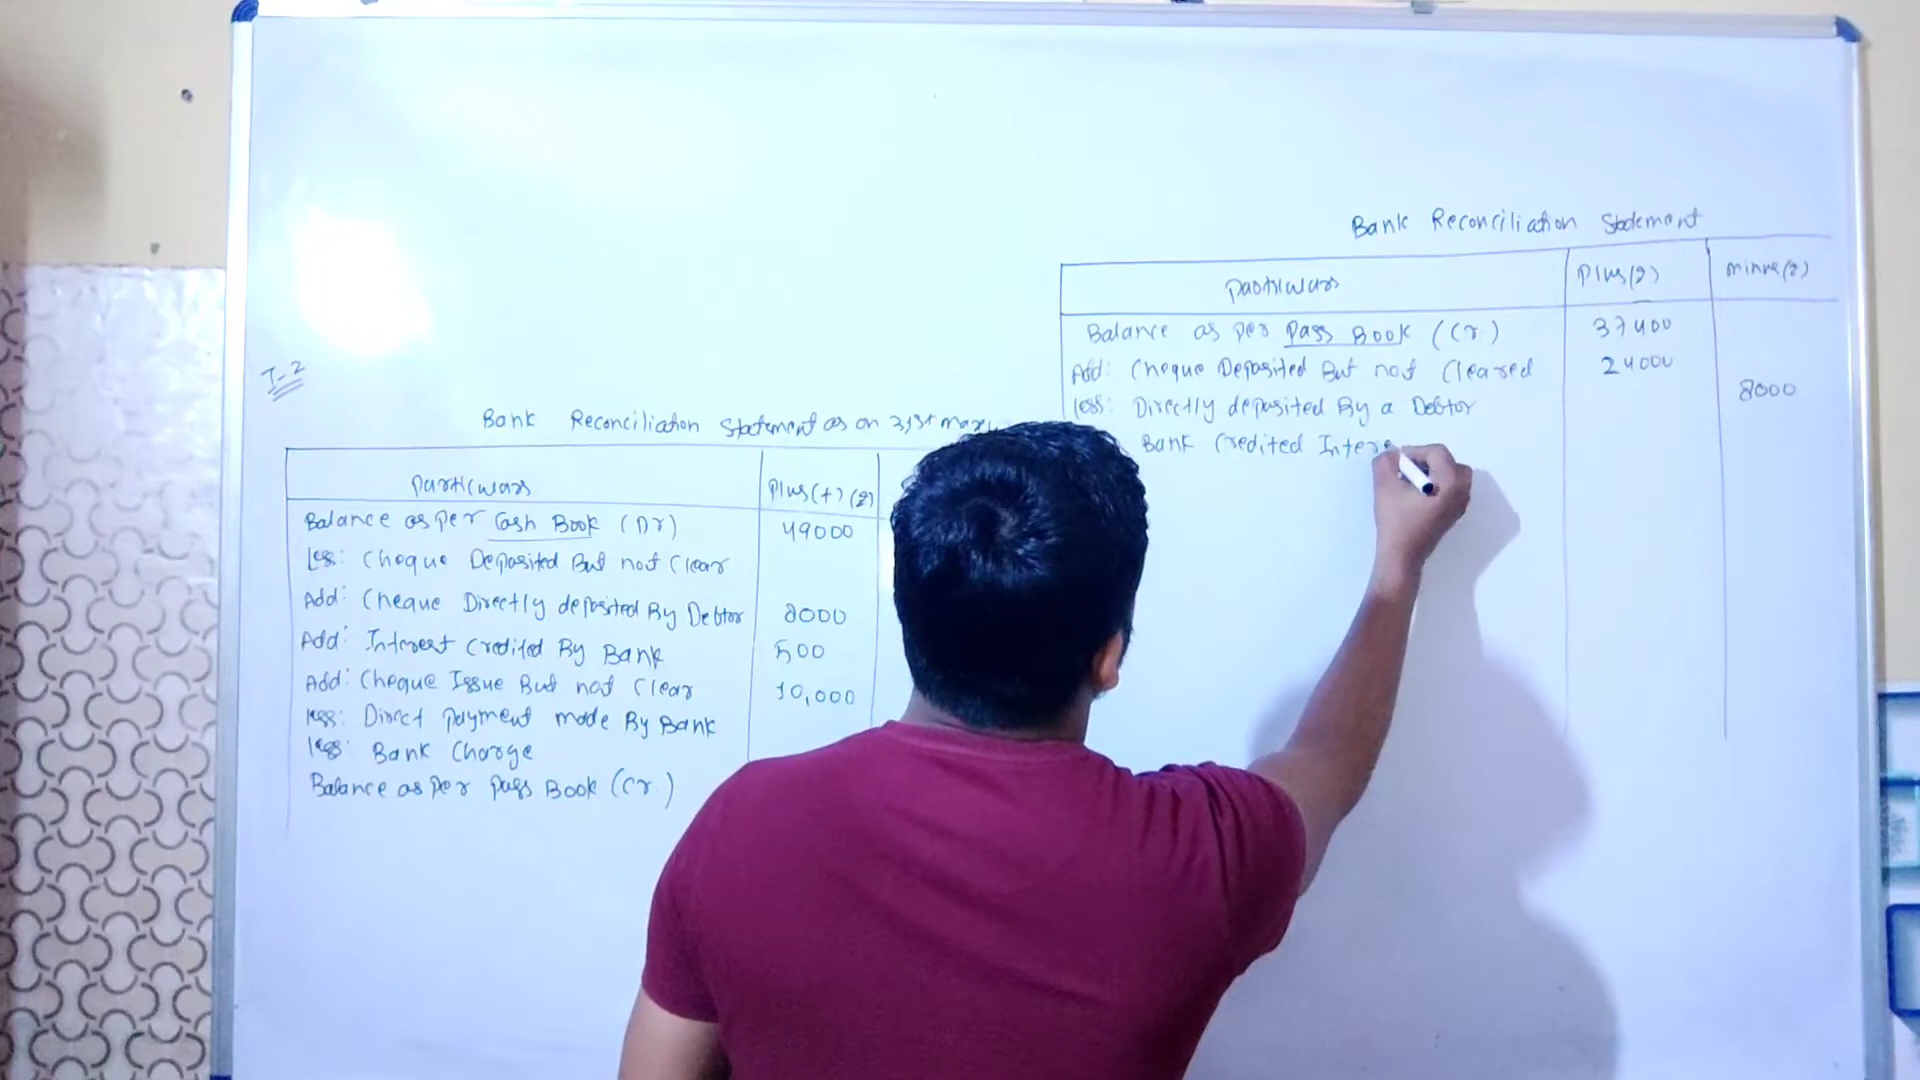 T-2
Bank Reconciliation Statement as on 31st mar
Particulars Plus(+) (₹)
Balance as per Cash Book (Dr) 49000
Less: Cheque Deposited But not Clear
Add: Cheque Directly deposited By Debtor 8000
Add: Interest Credited By Bank 500
Add: Cheque Issue But not Clear 10,000
less: Direct payment made By Bank
less: Bank Charge
Balance as per pass Book (Cr.)
Bank Reconciliation Statement
Particulars Plus(₹) minus(₹)
Balance as per Pass Book (Cr) 37400
Add: Cheque Deposited But not Cleared 24000
less: Directly deposited By a Debtor 8000
Bank Credited Intere